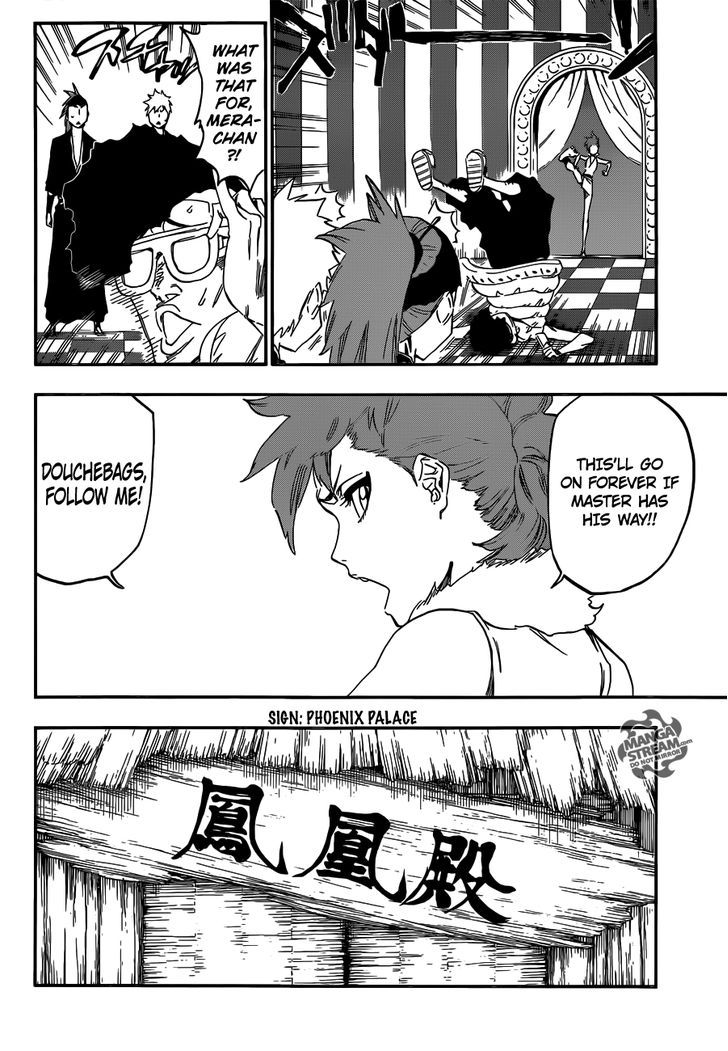 WHAT
WAS
THAT
FOR,
MERA-
CHAN
?!
THIS'LL GO
ON FOREVER IF
MASTER HAS
HIS WAY!!
DOUCHEBAGS,
FOLLOW ME!
SIGN: PHOENIX PALACE
MANGA
STREAM.com
DO NOT MIRROR
鳳凰殿